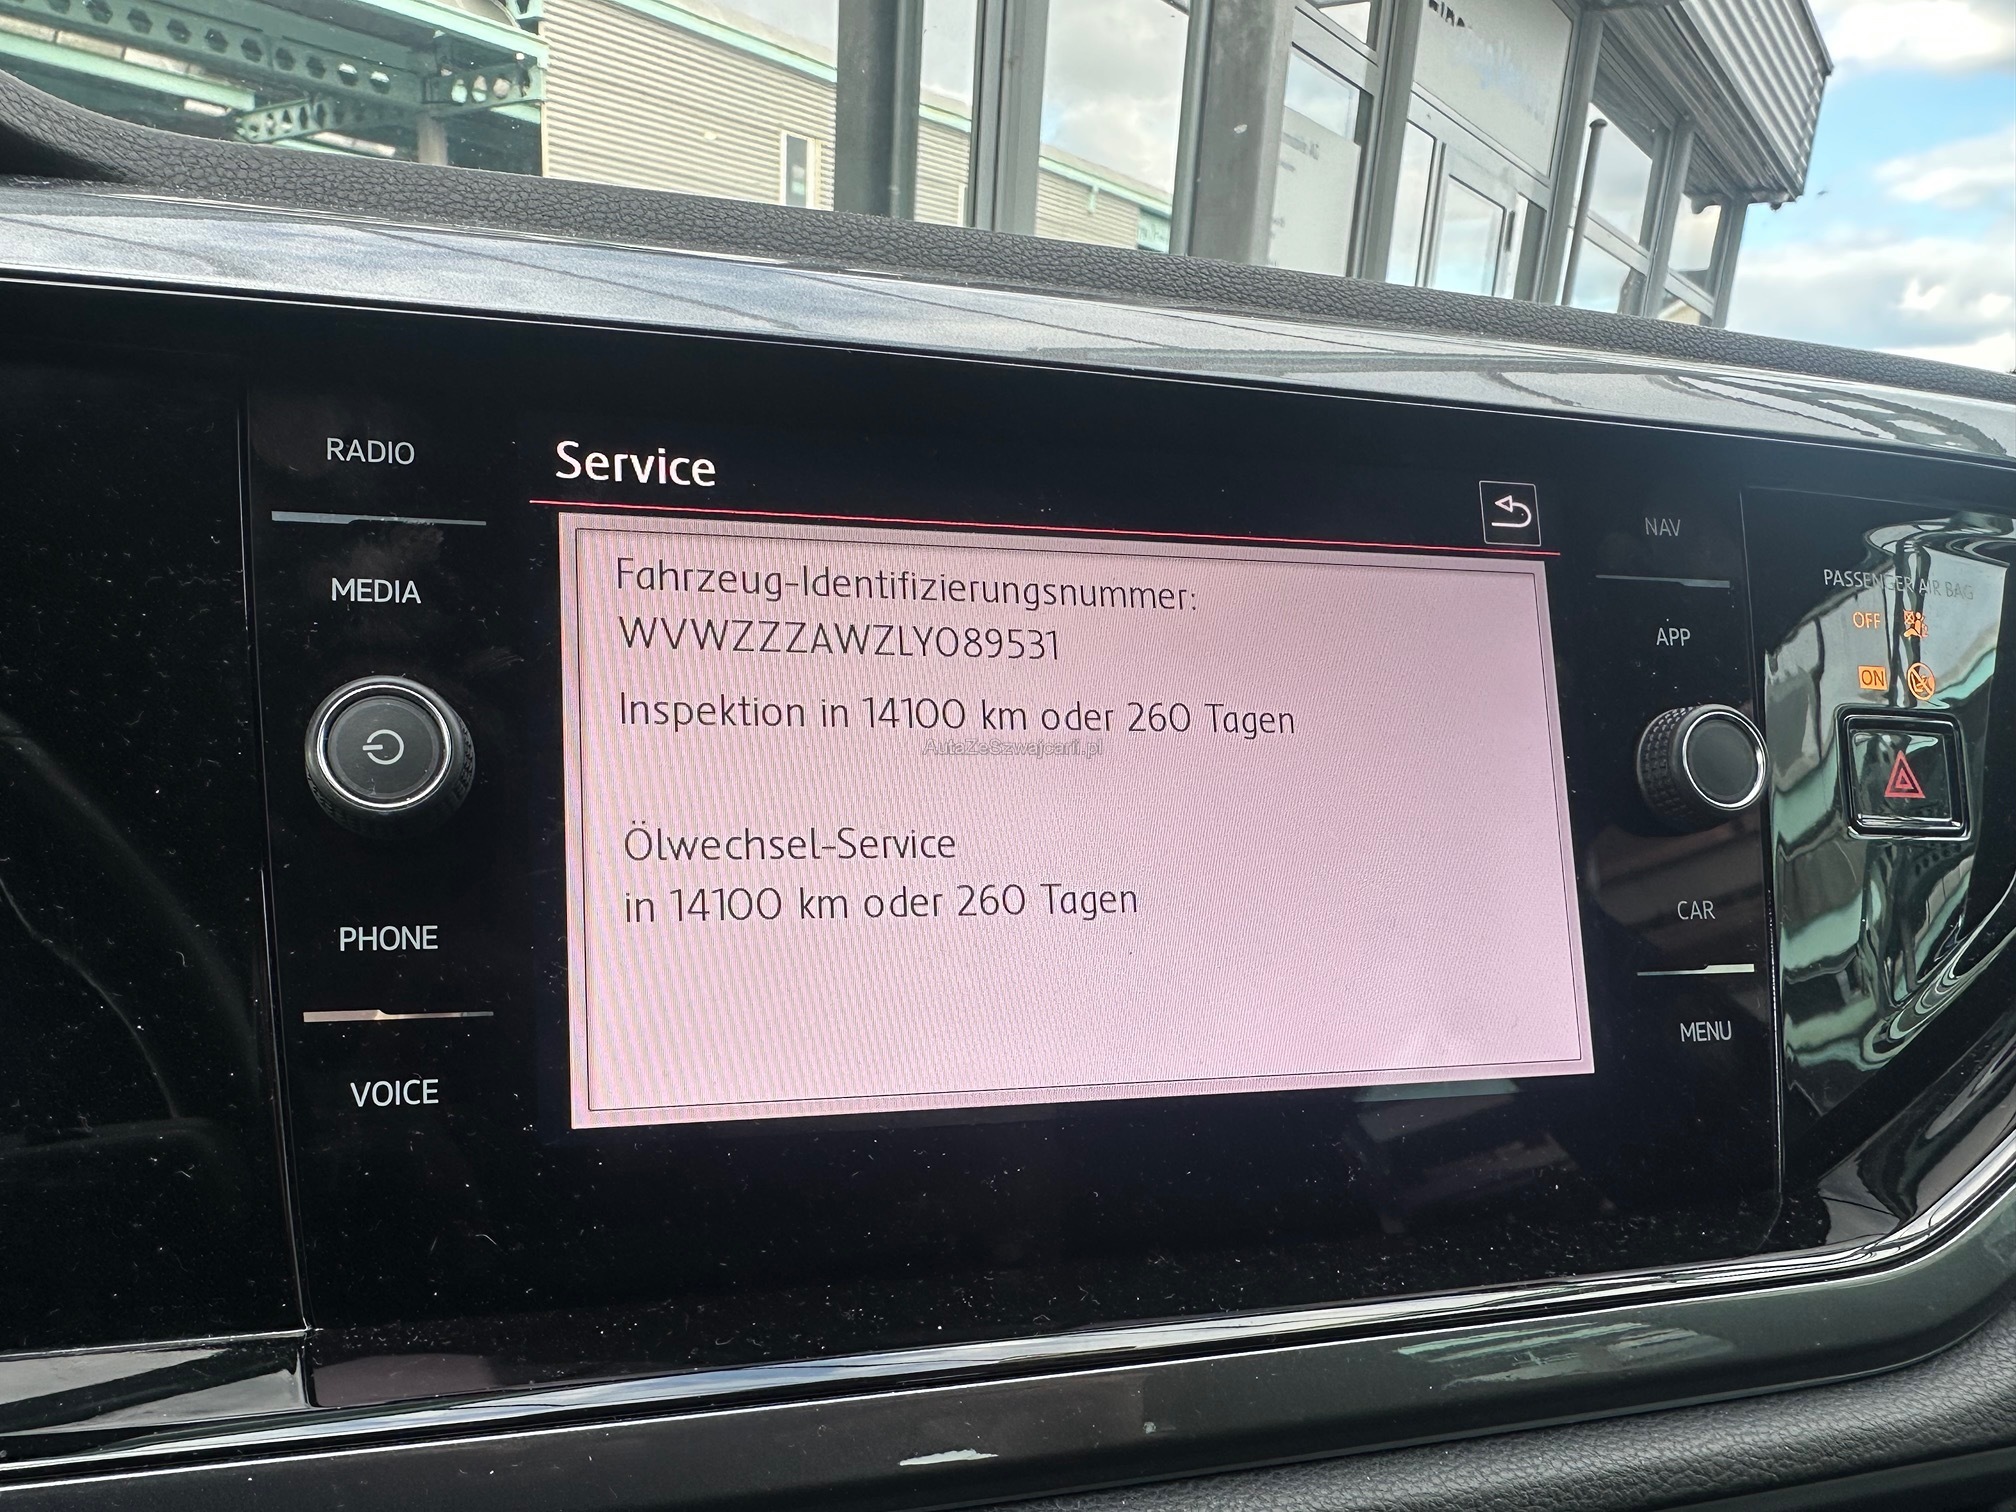 RADIO
MEDIA
PHONE
VOICE
Service
Fahrzeug-Identifizierungsnummer:
WVWZZZAWZLY089531
Inspektion in 14100 km oder 260 Tagen
AutaZeSzwajcarii.pl
Ölwechsel-Service
in 14100 km oder 260 Tagen
NAV
APP
CAR
MENU
PASSENGER AIR BAG
OFF
ON